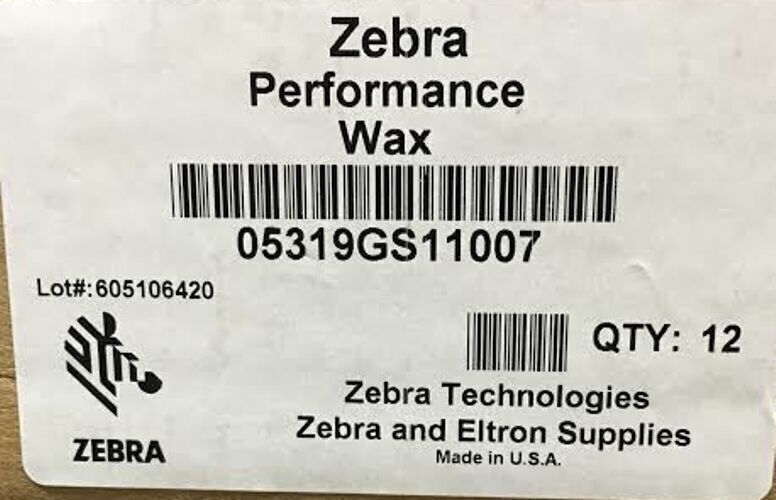 Zebra
Performance
Wax
05319GS11007
Lot#:605106420
QTY: 12
ZEBRA
Zebra Technologies
Zebra and Eltron Supplies
Made in U.S.A.